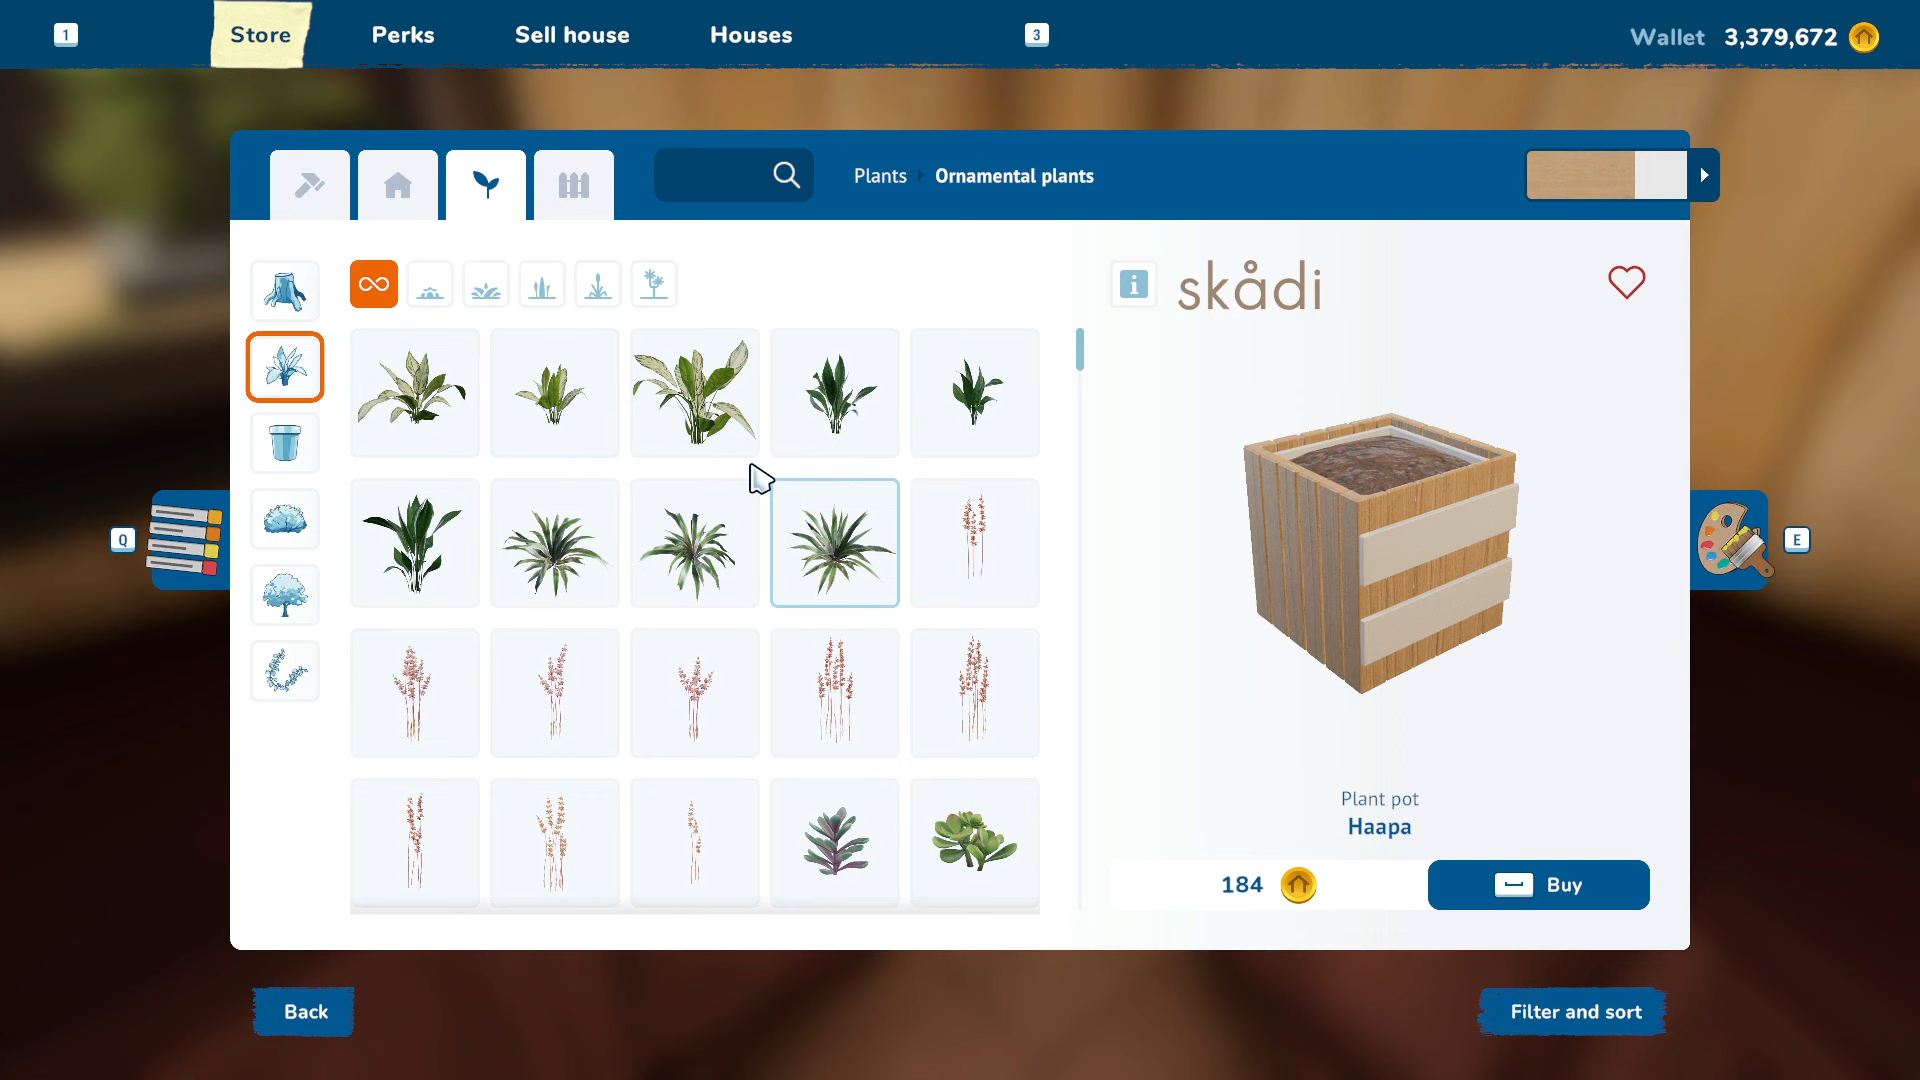 1
Store
Perks
Sell house
Houses
3
Wallet 3,379,672
Plants
Ornamental plants
i
skådi
Q
E
Plant pot
Haapa
184
Buy
Back
Filter and sort